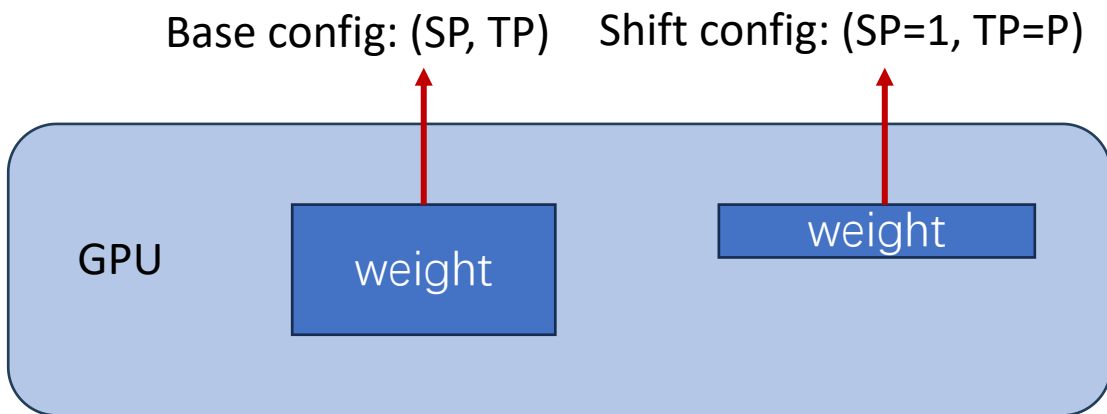 Base config: (SP, TP) Shift config: (SP=1, TP=P)
GPU
weight
weight